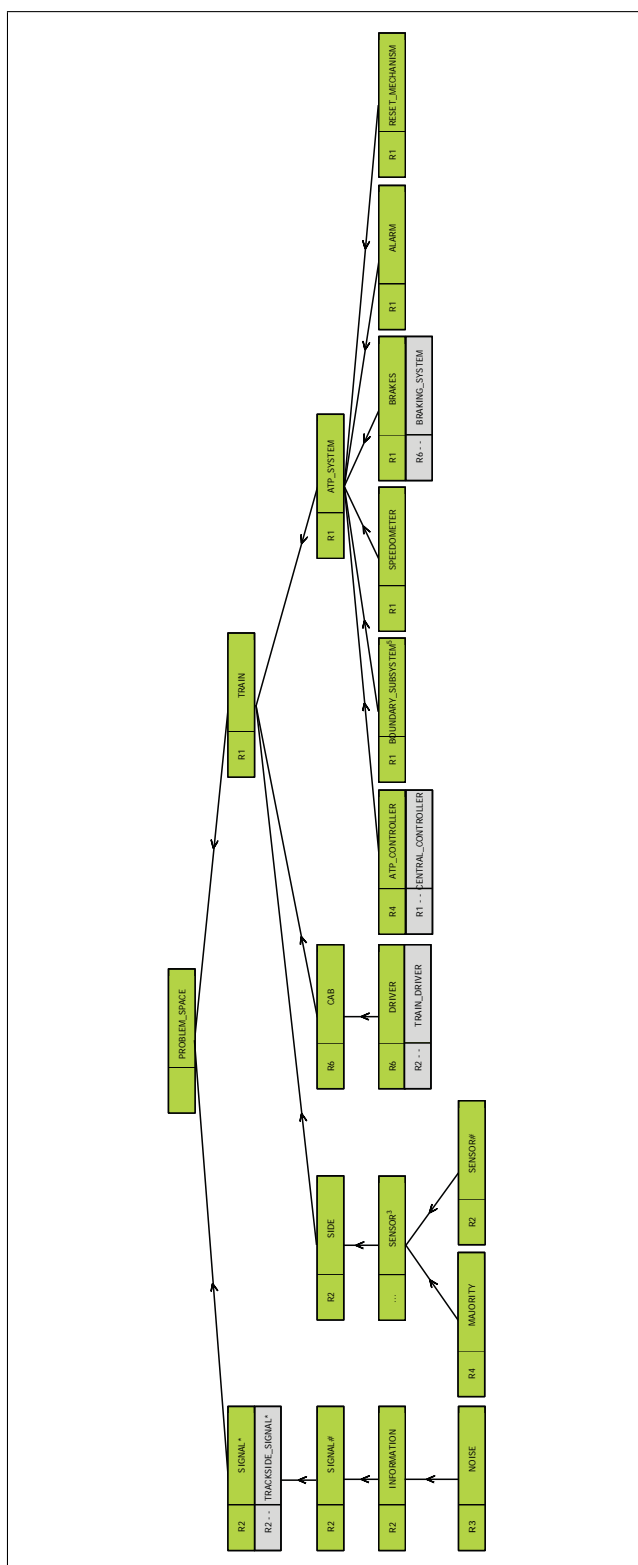 PROBLEM_SPACE
R2 SIGNAL*
R2 -- TRACKSIDE_SIGNAL*
R1 TRAIN
R2 SIGNAL#
R2 SIDE
R6 CAB
R1 ATP_SYSTEM
R2 INFORMATION
... SENSOR³
R6 DRIVER
R2 -- TRAIN_DRIVER
R4 ATP_CONTROLLER
R1 -- CENTRAL_CONTROLLER
R1 BOUNDARY_SUBSYSTEM⁵
R1 SPEEDOMETER
R1 BRAKES
R6 -- BRAKING_SYSTEM
R1 ALARM
R1 RESET_MECHANISM
R3 NOISE
R4 MAJORITY
R2 SENSOR#